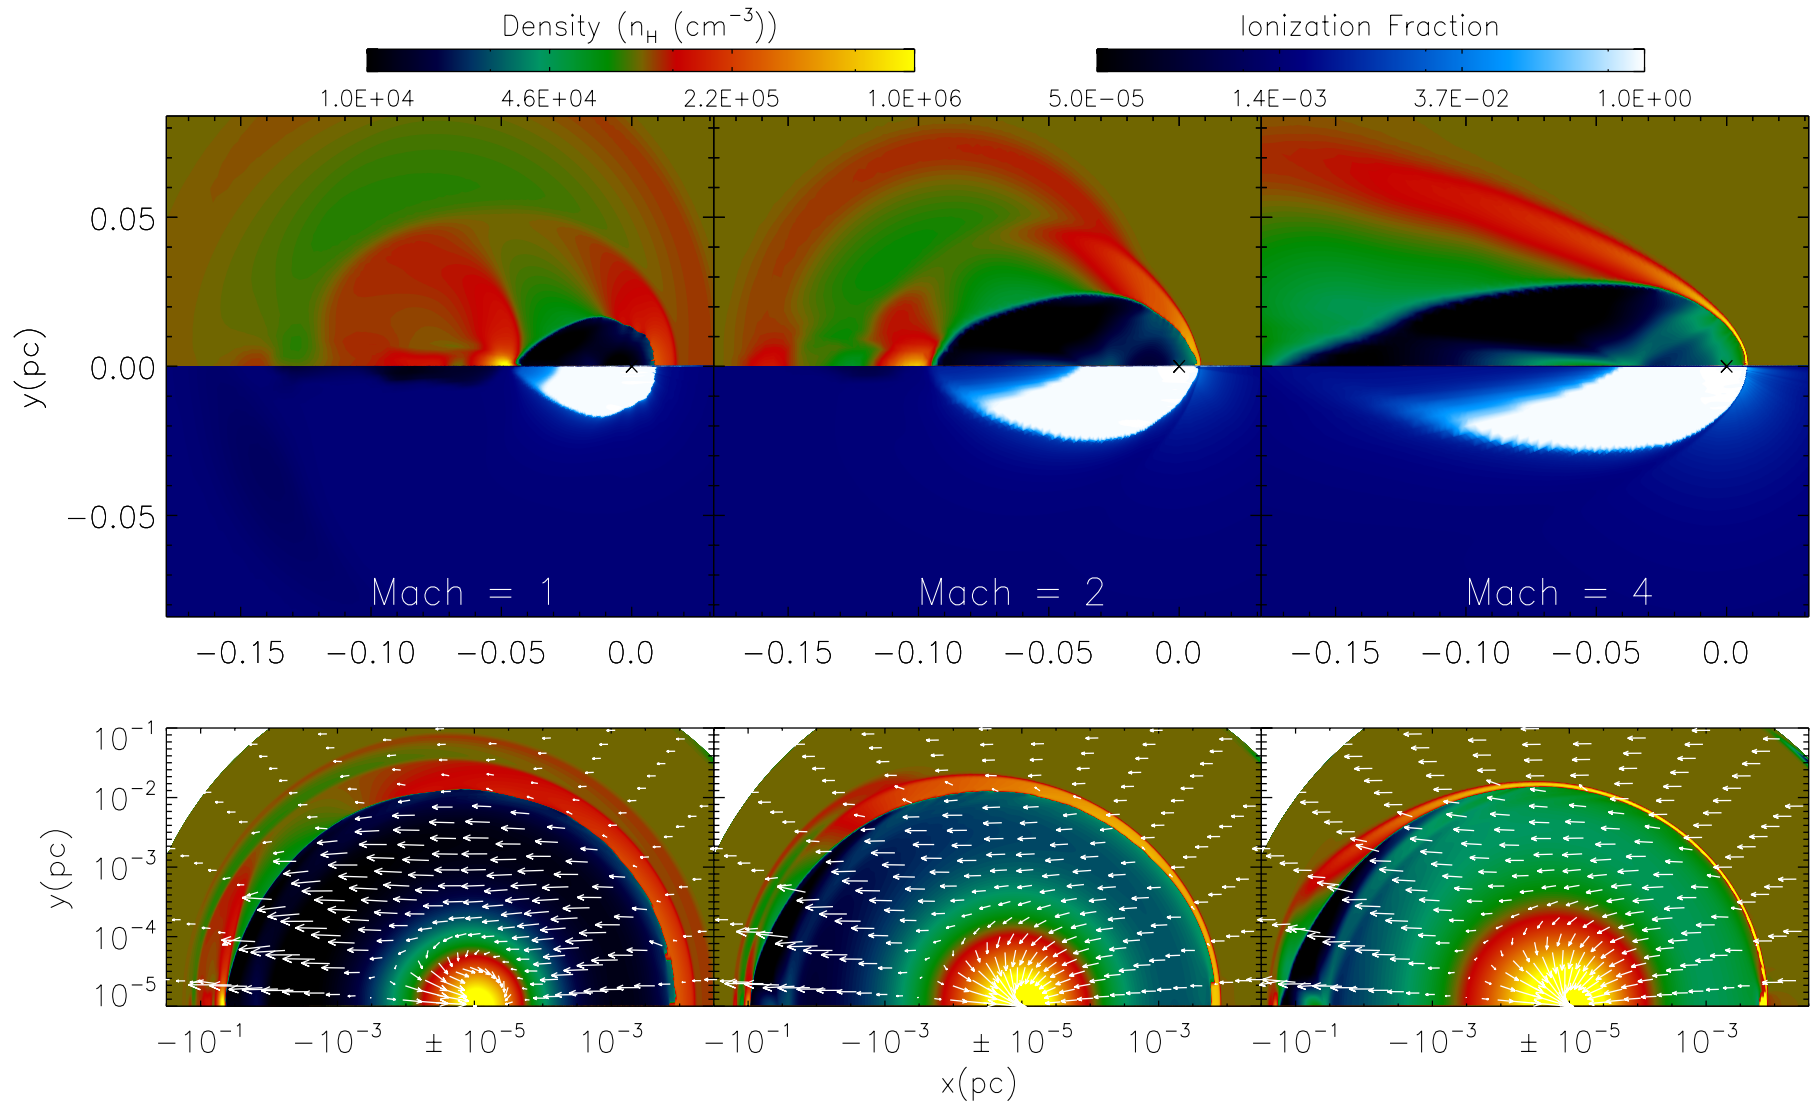 Density (n_H (cm^-3)) Ionization Fraction
1.0E+04 4.6E+04 2.2E+05 1.0E+06 5.0E-05 1.4E-03 3.7E-02 1.0E+00
y(pc)
0.05
0.00
-0.05
Mach = 1 Mach = 2 Mach = 4
-0.15 -0.10 -0.05 0.0 -0.15 -0.10 -0.05 0.0 -0.15 -0.10 -0.05 0.0
y(pc)
10^-1
10^-2
10^-3
10^-4
10^-5
-10^-1 -10^-3 ± 10^-5 10^-3 -10^-1 -10^-3 ± 10^-5 10^-3 -10^-1 -10^-3 ± 10^-5 10^-3
x(pc)